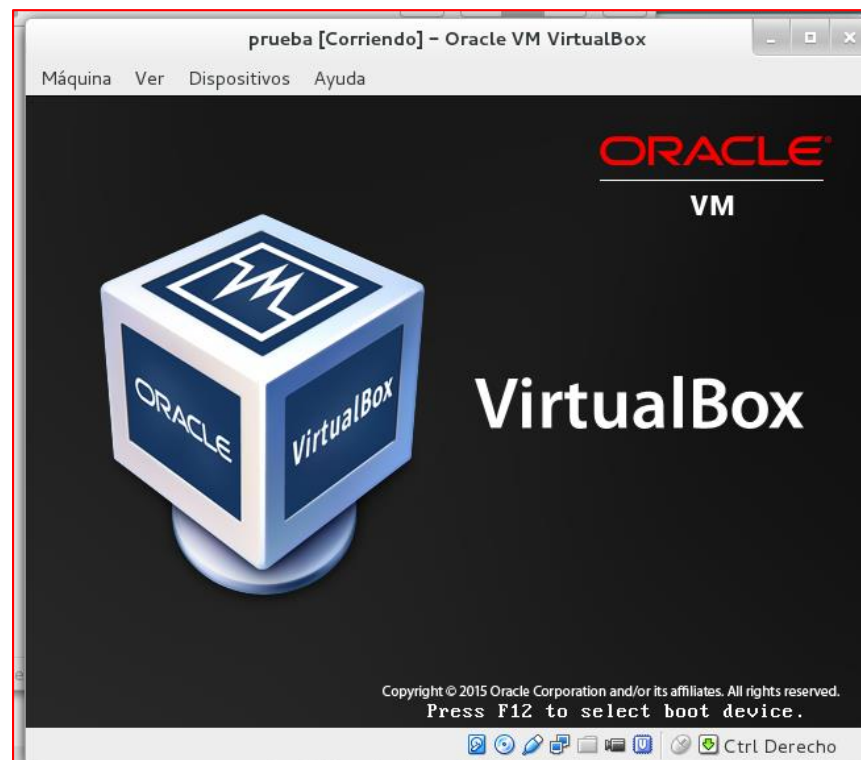 prueba [Corriendo] - Oracle VM VirtualBox
Máquina Ver Dispositivos Ayuda
ORACLE®
VM
VM
ORACLE
VirtualBox
VirtualBox
Copyright © 2015 Oracle Corporation and/or its affiliates. All rights reserved.
Press F12 to select boot device.
Ctrl Derecho